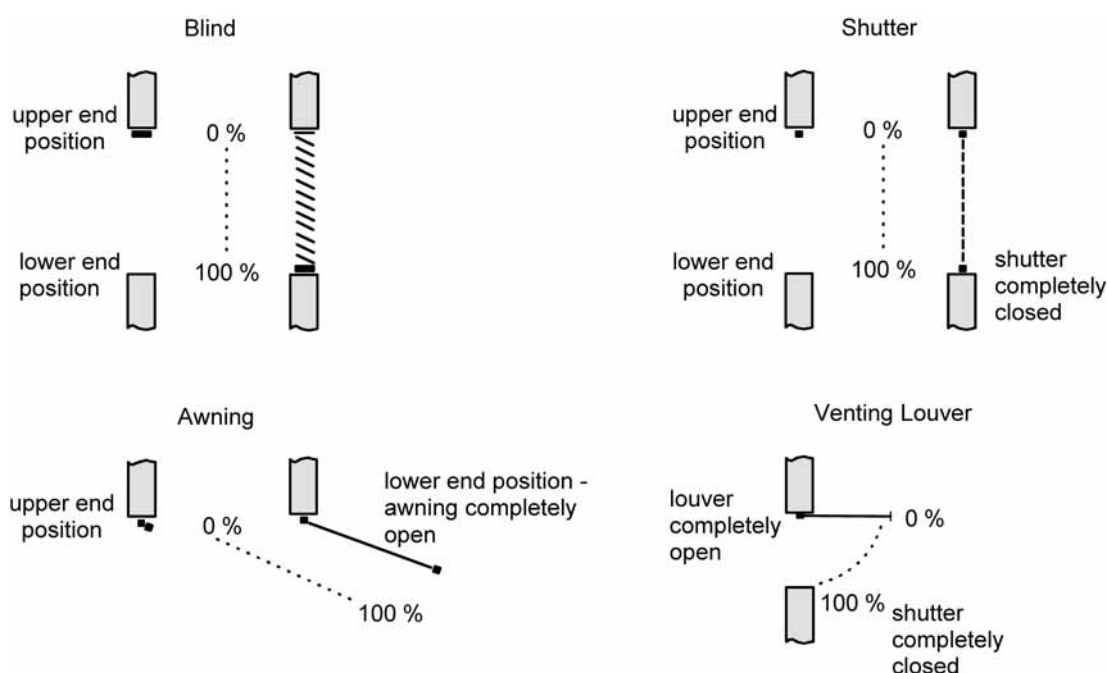 Blind
upper end
position
0 %
lower end
position
100 %
Shutter
upper end
position
0 %
lower end
position
100 %
shutter
completely
closed
Awning
upper end
position
0 %
lower end position -
awning completely
open
100 %
Venting Louver
louver
completely
open
0 %
100 %
shutter
completely
closed